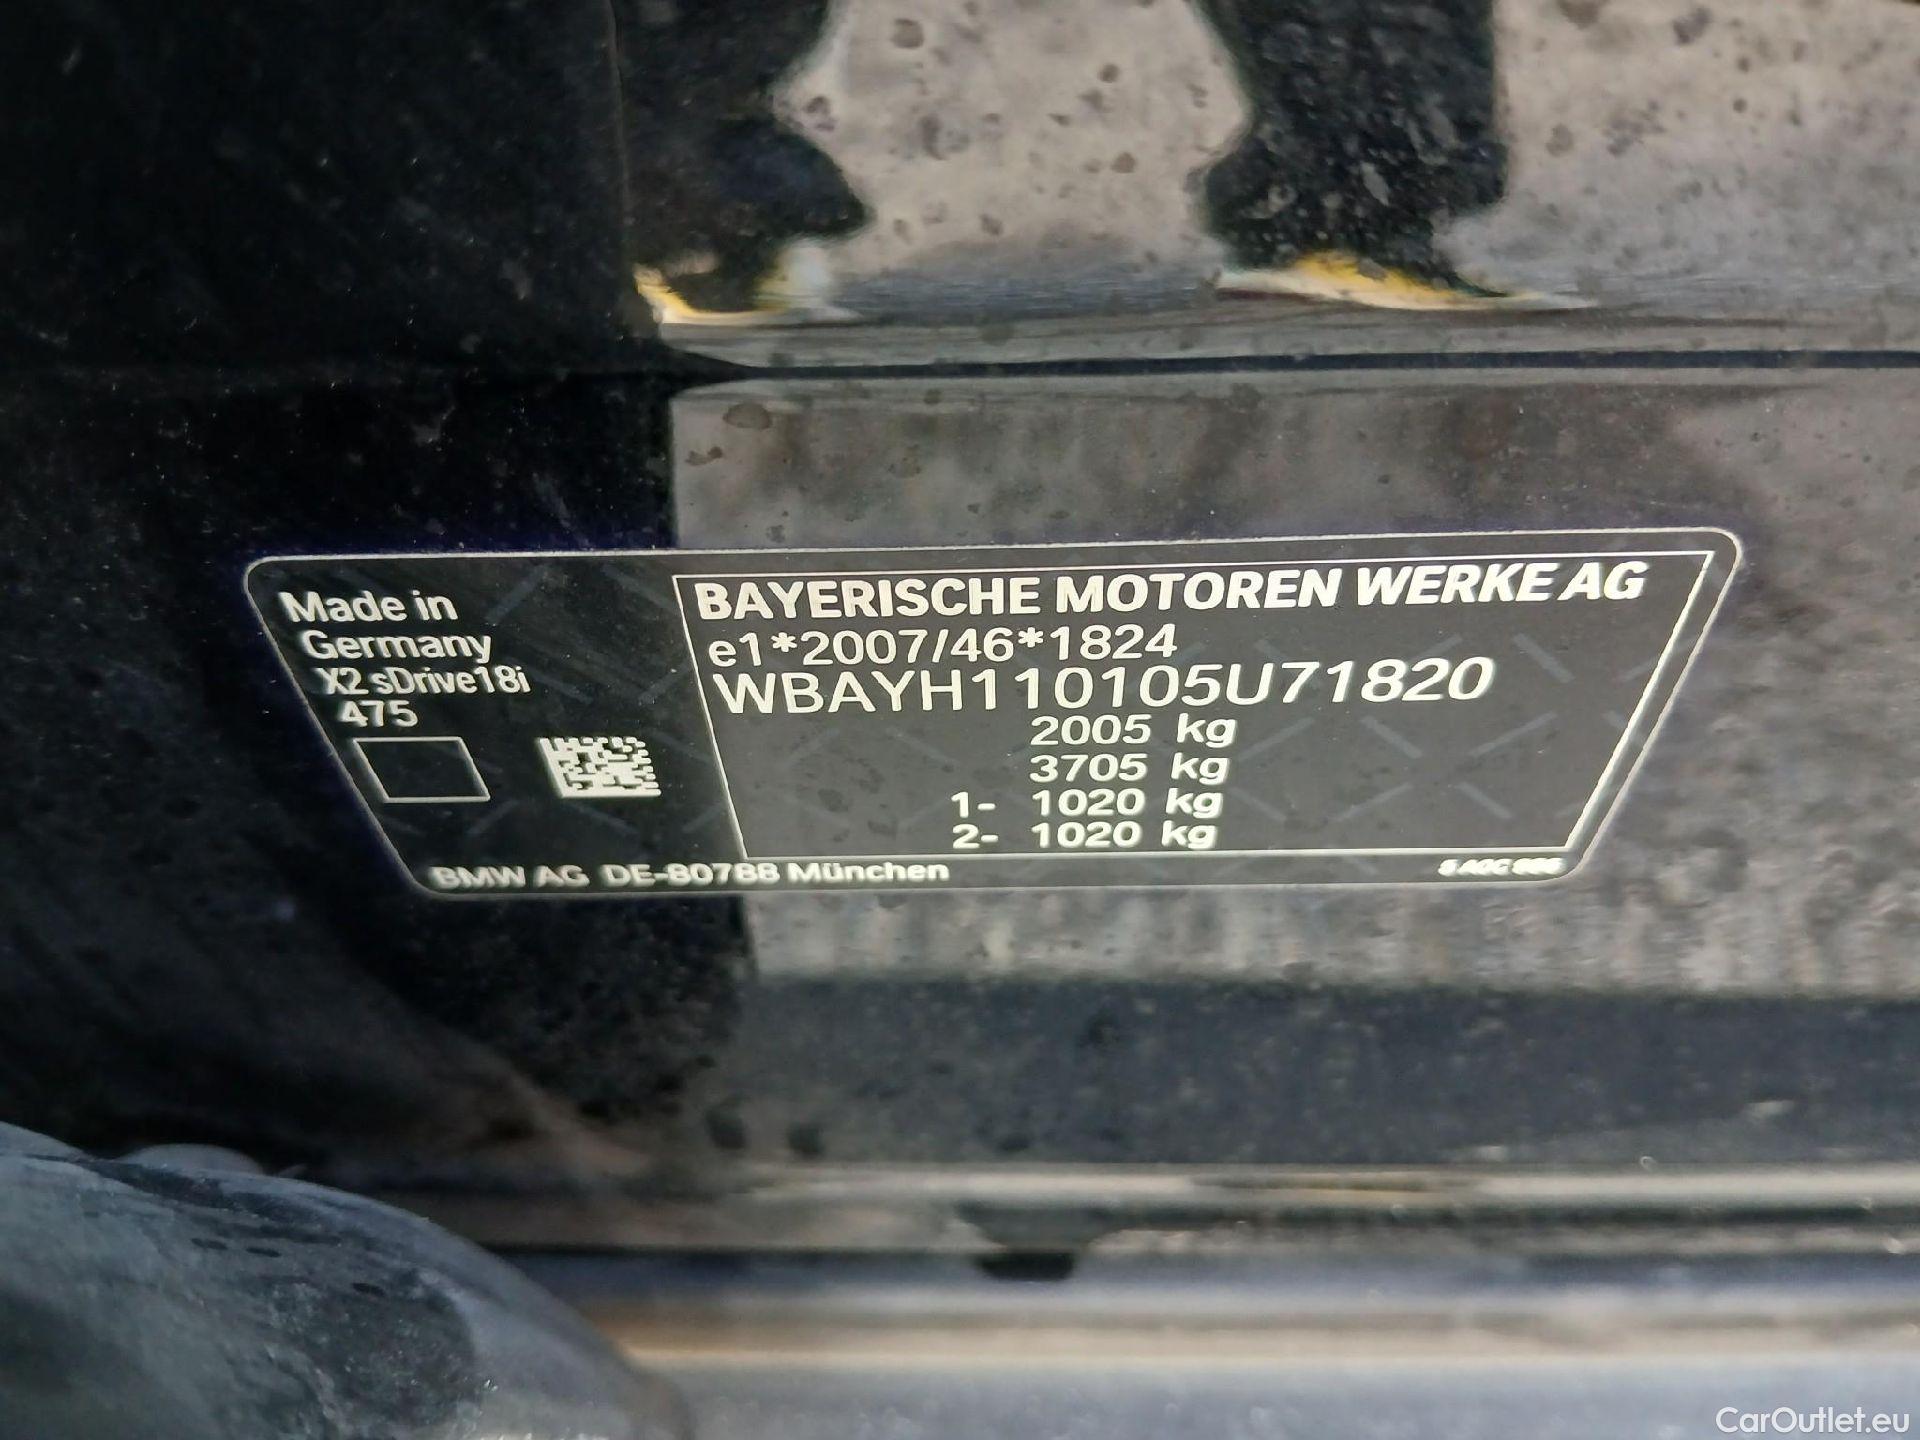 Made in
Germany
X2 sDrive18i
475
BAYERISCHE MOTOREN WERKE AG
e1*2007/46*1824
WBAYH110105U71820
2005 kg
3705 kg
1- 1020 kg
2- 1020 kg
BMW AG DE-80788 München
CarOutlet.eu